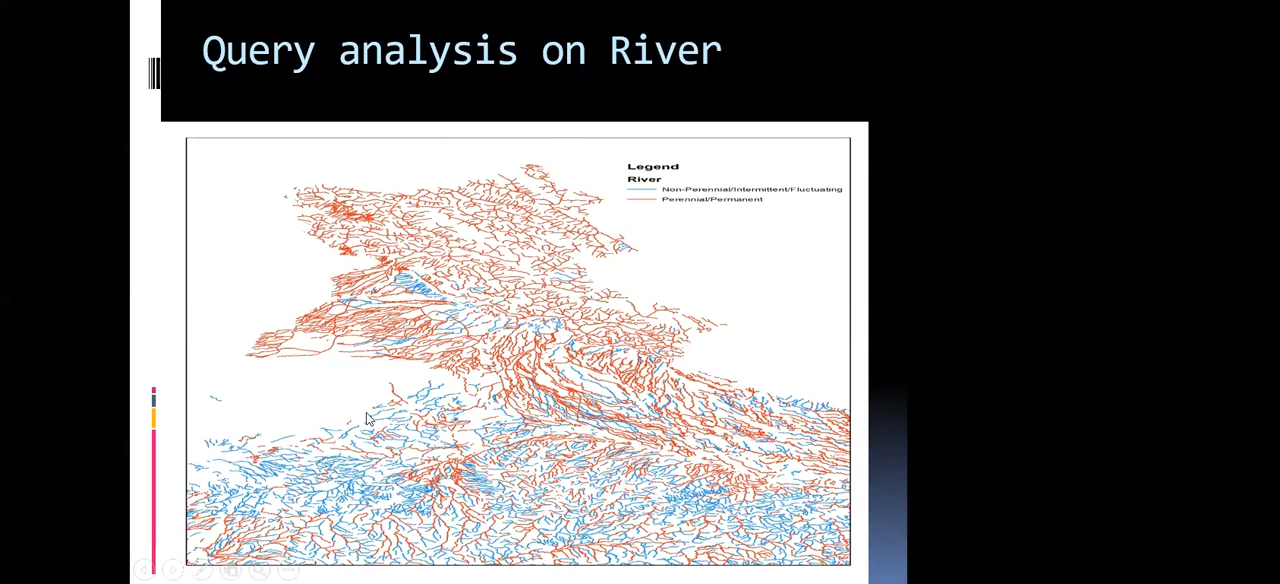 Query analysis on River
Legend
River
Non-Perennial/Intermittent/Fluctuating
Perennial/Permanent